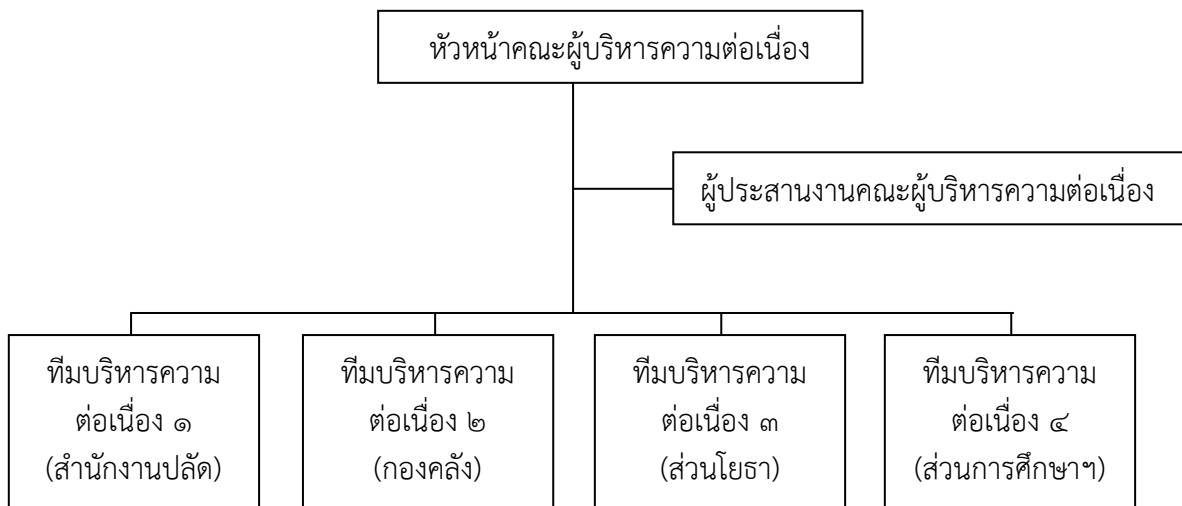 หัวหน้าคณะผู้บริหารความต่อเนื่อง
ผู้ประสานงานคณะผู้บริหารความต่อเนื่อง
ทีมบริหารความ
ต่อเนื่อง ๑
(สำนักงานปลัด)
ทีมบริหารความ
ต่อเนื่อง ๒
(กองคลัง)
ทีมบริหารความ
ต่อเนื่อง ๓
(ส่วนโยธา)
ทีมบริหารความ
ต่อเนื่อง ๔
(ส่วนการศึกษาฯ)